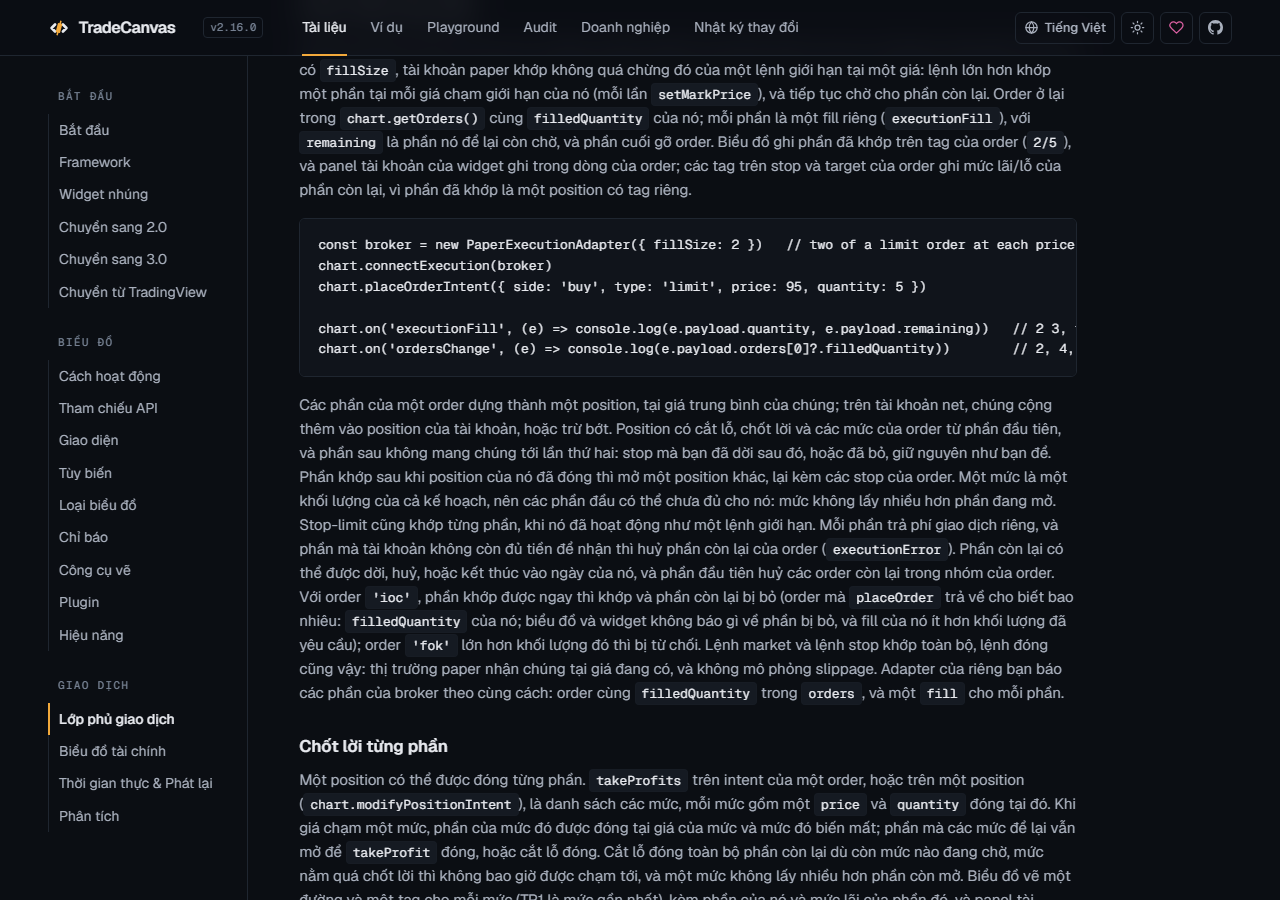 TradeCanvas
v2.16.0
Tài liệu
Ví dụ
Playground
Audit
Doanh nghiệp
Nhật ký thay đổi
Tiếng Việt
BẮT ĐẦU
Bắt đầu
Framework
Widget nhúng
Chuyển sang 2.0
Chuyển sang 3.0
Chuyển từ TradingView
BIỂU ĐỒ
Cách hoạt động
Tham chiếu API
Giao diện
Tùy biến
Loại biểu đồ
Chỉ báo
Công cụ vẽ
Plugin
Hiệu năng
GIAO DỊCH
Lớp phủ giao dịch
Biểu đồ tài chính
Thời gian thực & Phát lại
Phân tích
có fillSize, tài khoản paper khớp không quá chừng đó của một lệnh giới hạn tại một giá: lệnh lớn hơn khớp
một phần tại mỗi giá chạm giới hạn của nó (mỗi lần setMarkPrice), và tiếp tục chờ cho phần còn lại. Order ở lại
trong chart.getOrders() cùng filledQuantity của nó; mỗi phần là một fill riêng (executionFill), với
remaining là phần nó để lại còn chờ, và phần cuối gỡ order. Biểu đồ ghi phần đã khớp trên tag của order (2/5),
và panel tài khoản của widget ghi trong dòng của order; các tag trên stop và target của order ghi mức lãi/lỗ của
phần còn lại, vì phần đã khớp là một position có tag riêng.
const broker = new PaperExecutionAdapter({ fillSize: 2 })   // two of a limit order at each price
chart.connectExecution(broker)
chart.placeOrderIntent({ side: 'buy', type: 'limit', price: 95, quantity: 5 })
chart.on('executionFill', (e) => console.log(e.payload.quantity, e.payload.remaining))   // 2 3,
chart.on('ordersChange', (e) => console.log(e.payload.orders[0]?.filledQuantity))        // 2, 4,
Các phần của một order dựng thành một position, tại giá trung bình của chúng; trên tài khoản net, chúng cộng
thêm vào position của tài khoản, hoặc trừ bớt. Position có cắt lỗ, chốt lời và các mức của order từ phần đầu tiên,
và phần sau không mang chúng tới lần thứ hai: stop mà bạn đã dời sau đó, hoặc đã bỏ, giữ nguyên như bạn để.
Phần khớp sau khi position của nó đã đóng thì mở một position khác, lại kèm các stop của order. Một mức là một
khối lượng của cả kế hoạch, nên các phần đầu có thể chưa đủ cho nó: mức không lấy nhiều hơn phần đang mở.
Stop-limit cũng khớp từng phần, khi nó đã hoạt động như một lệnh giới hạn. Mỗi phần trả phí giao dịch riêng, và
phần mà tài khoản không còn đủ tiền để nhận thì huỷ phần còn lại của order (executionError). Phần còn lại có
thể được dời, huỷ, hoặc kết thúc vào ngày của nó, và phần đầu tiên huỷ các order còn lại trong nhóm của order.
Với order 'ioc', phần khớp được ngay thì khớp và phần còn lại bị bỏ (order mà placeOrder trả về cho biết bao
nhiêu: filledQuantity của nó; biểu đồ và widget không báo gì về phần bị bỏ, và fill của nó ít hơn khối lượng đã
yêu cầu); order 'fok' lớn hơn khối lượng đó thì bị từ chối. Lệnh market và lệnh stop khớp toàn bộ, lệnh đóng
cũng vậy: thị trường paper nhận chúng tại giá đang có, và không mô phỏng slippage. Adapter của riêng bạn báo
các phần của broker theo cùng cách: order cùng filledQuantity trong orders, và một fill cho mỗi phần.
Chốt lời từng phần
Một position có thể được đóng từng phần. takeProfits trên intent của một order, hoặc trên một position
(chart.modifyPositionIntent), là danh sách các mức, mỗi mức gồm một price và quantity đóng tại đó. Khi
giá chạm một mức, phần của mức đó được đóng tại giá của mức và mức đó biến mất; phần mà các mức để lại vẫn
mở để takeProfit đóng, hoặc cắt lỗ đóng. Cắt lỗ đóng toàn bộ phần còn lại dù còn mức nào đang chờ, mức
nằm quá chốt lời thì không bao giờ được chạm tới, và một mức không lấy nhiều hơn phần còn mở. Biểu đồ vẽ một
đường và một tag cho mỗi mức (TP1 là mức gần nhất), kèm phần của nó và mức lãi của phần đó, và panel tài